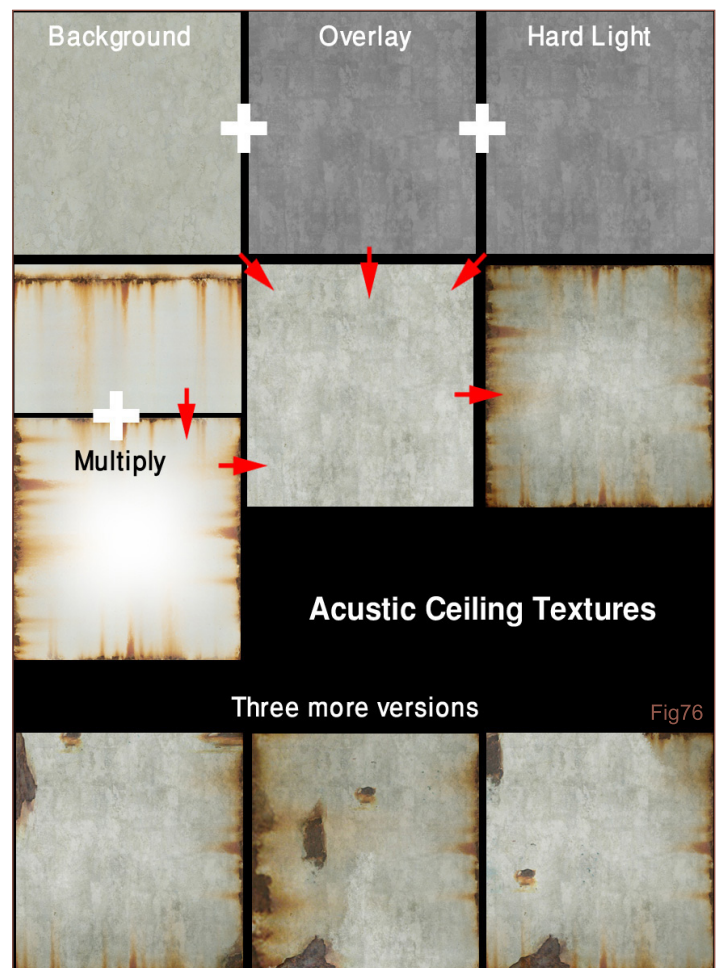 Background
Overlay
Hard Light
Multiply
Acustic Ceiling Textures
Three more versions
Fig76